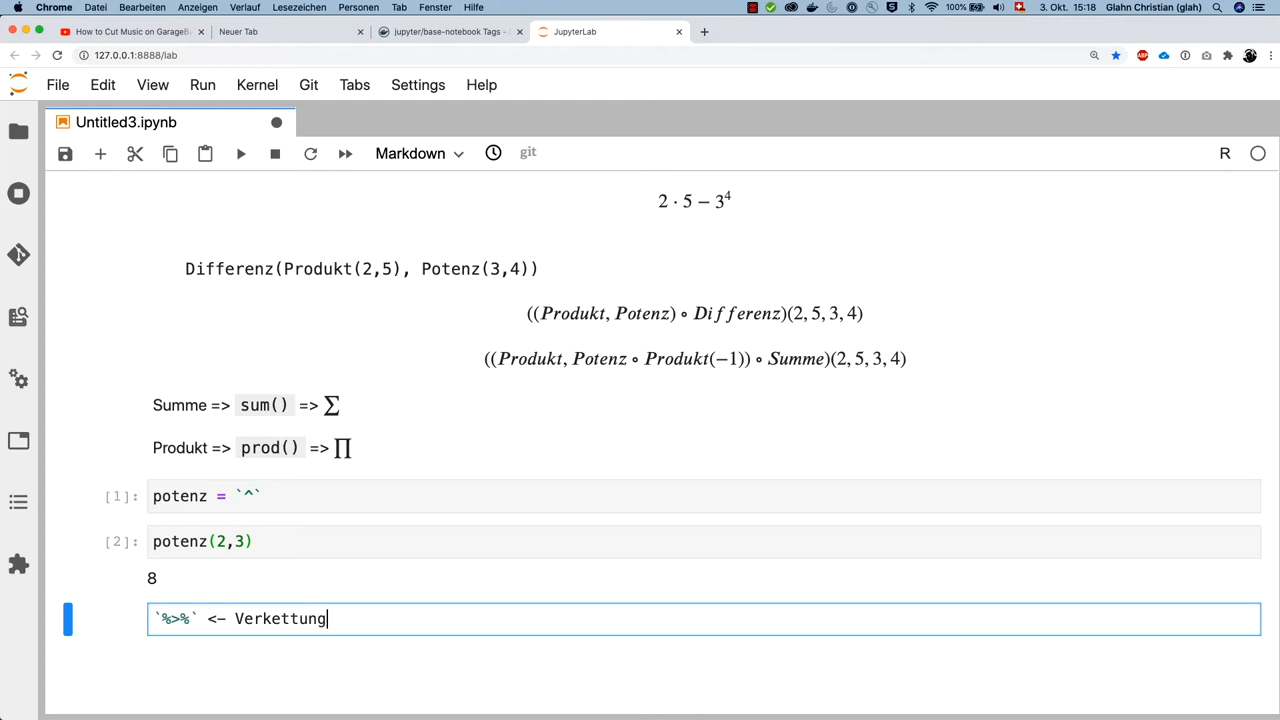 Chrome Datei Bearbeiten Anzeigen Verlauf Lesezeichen Personen Tab Fenster Hilfe 100% 3. Okt. 15:18 Glahn Christian (glah)
How to Cut Music on GarageBa Neuer Tab jupyter/base-notebook Tags - JupyterLab
127.0.0.1:8888/lab ABP
File Edit View Run Kernel Git Tabs Settings Help
Untitled3.ipynb
Markdown git R
2 · 5 − 3⁴
Differenz(Produkt(2,5), Potenz(3,4))
((Produkt, Potenz) ∘ Differenz)(2, 5, 3, 4)
((Produkt, Potenz ∘ Produkt(−1)) ∘ Summe)(2, 5, 3, 4)
Summe => sum() => ∑
Produkt => prod() => ∏
[1]: potenz = `^`
[2]: potenz(2,3)
8
`%>%` <- Verkettung